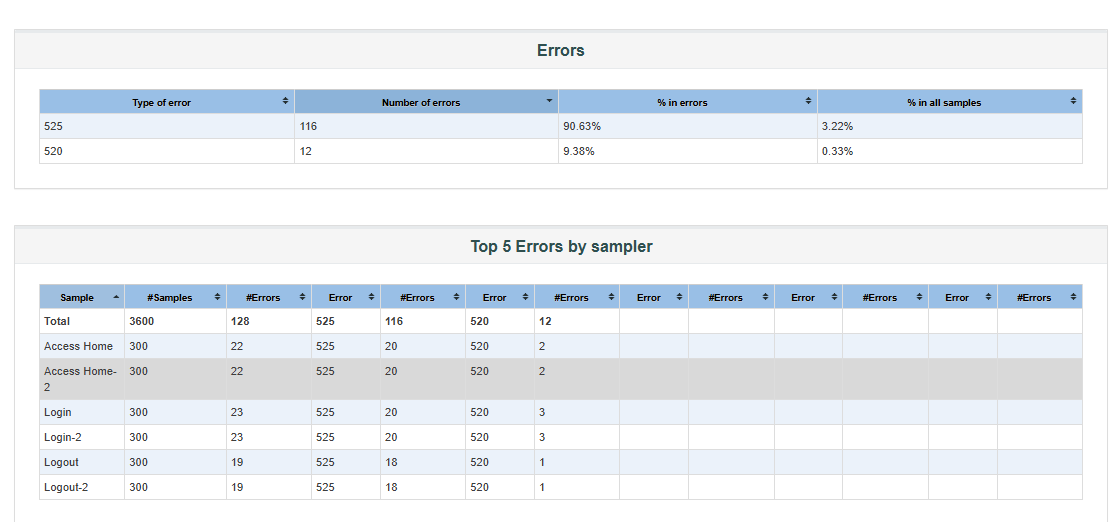 Errors
Type of error Number of errors % in errors % in all samples
525 116 90.63% 3.22%
520 12 9.38% 0.33%
Top 5 Errors by sampler
Sample #Samples #Errors Error #Errors Error #Errors Error #Errors Error #Errors Error #Errors
Total 3600 128 525 116 520 12
Access Home 300 22 525 20 520 2
Access Home- 300 22 525 20 520 2
2
Login 300 23 525 20 520 3
Login-2 300 23 525 20 520 3
Logout 300 19 525 18 520 1
Logout-2 300 19 525 18 520 1